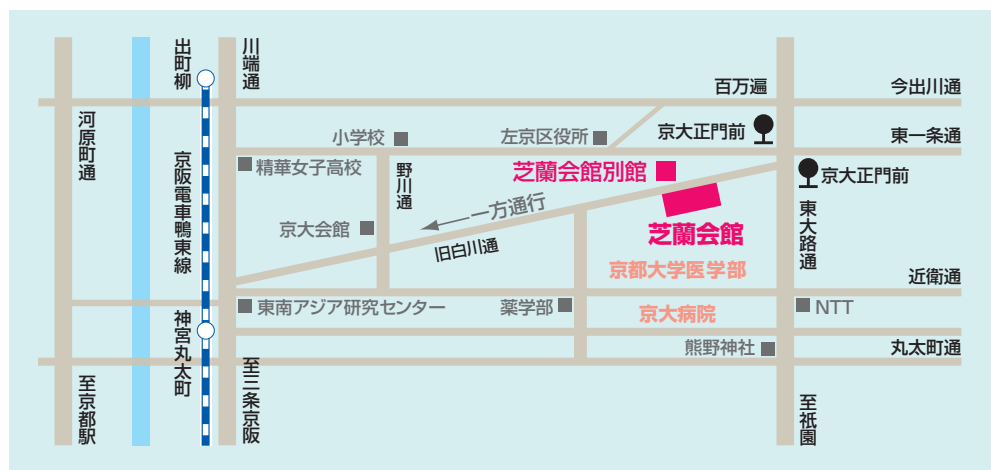 出町柳
川端通
百万遍
今出川通
河原町通
小学校
左京区役所
京大正門前
東一条通
京阪電車鴨東線
精華女子高校
野川通
芝蘭会館別館
京大正門前
一方通行
京大会館
芝蘭会館
東大路通
旧白川通
京都大学医学部
近衛通
東南アジア研究センター
薬学部
京大病院
NTT
神宮丸太町
熊野神社
丸太町通
至京都駅
至三条京阪
至祇園